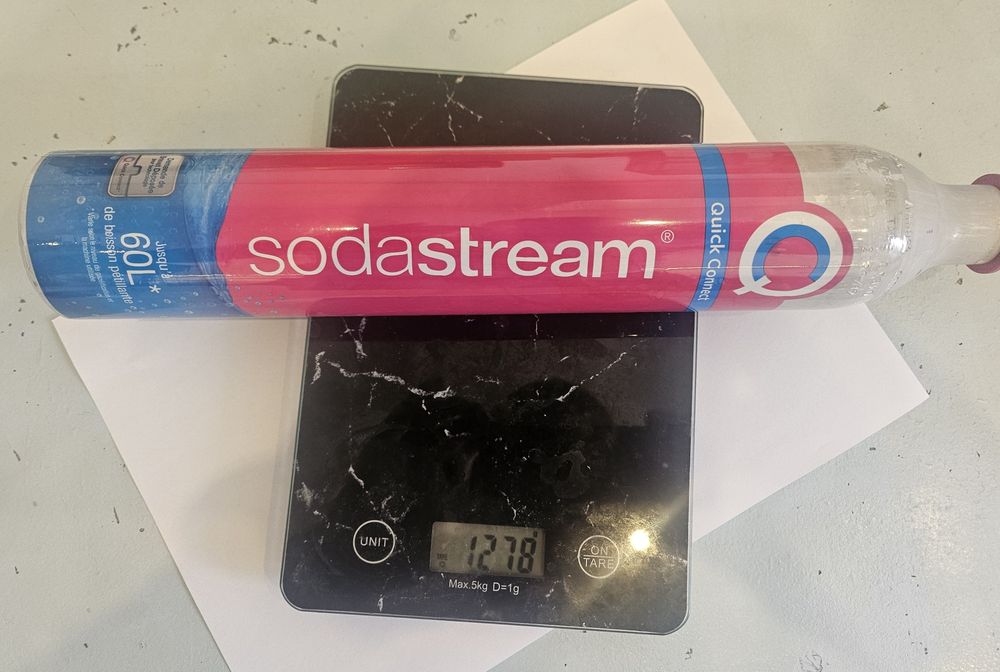 sodastream®
Quick Connect
Jusqu'à
60L*
de boisson pétillante
UNIT
1278
ON
TARE
Max.5kg D=1g